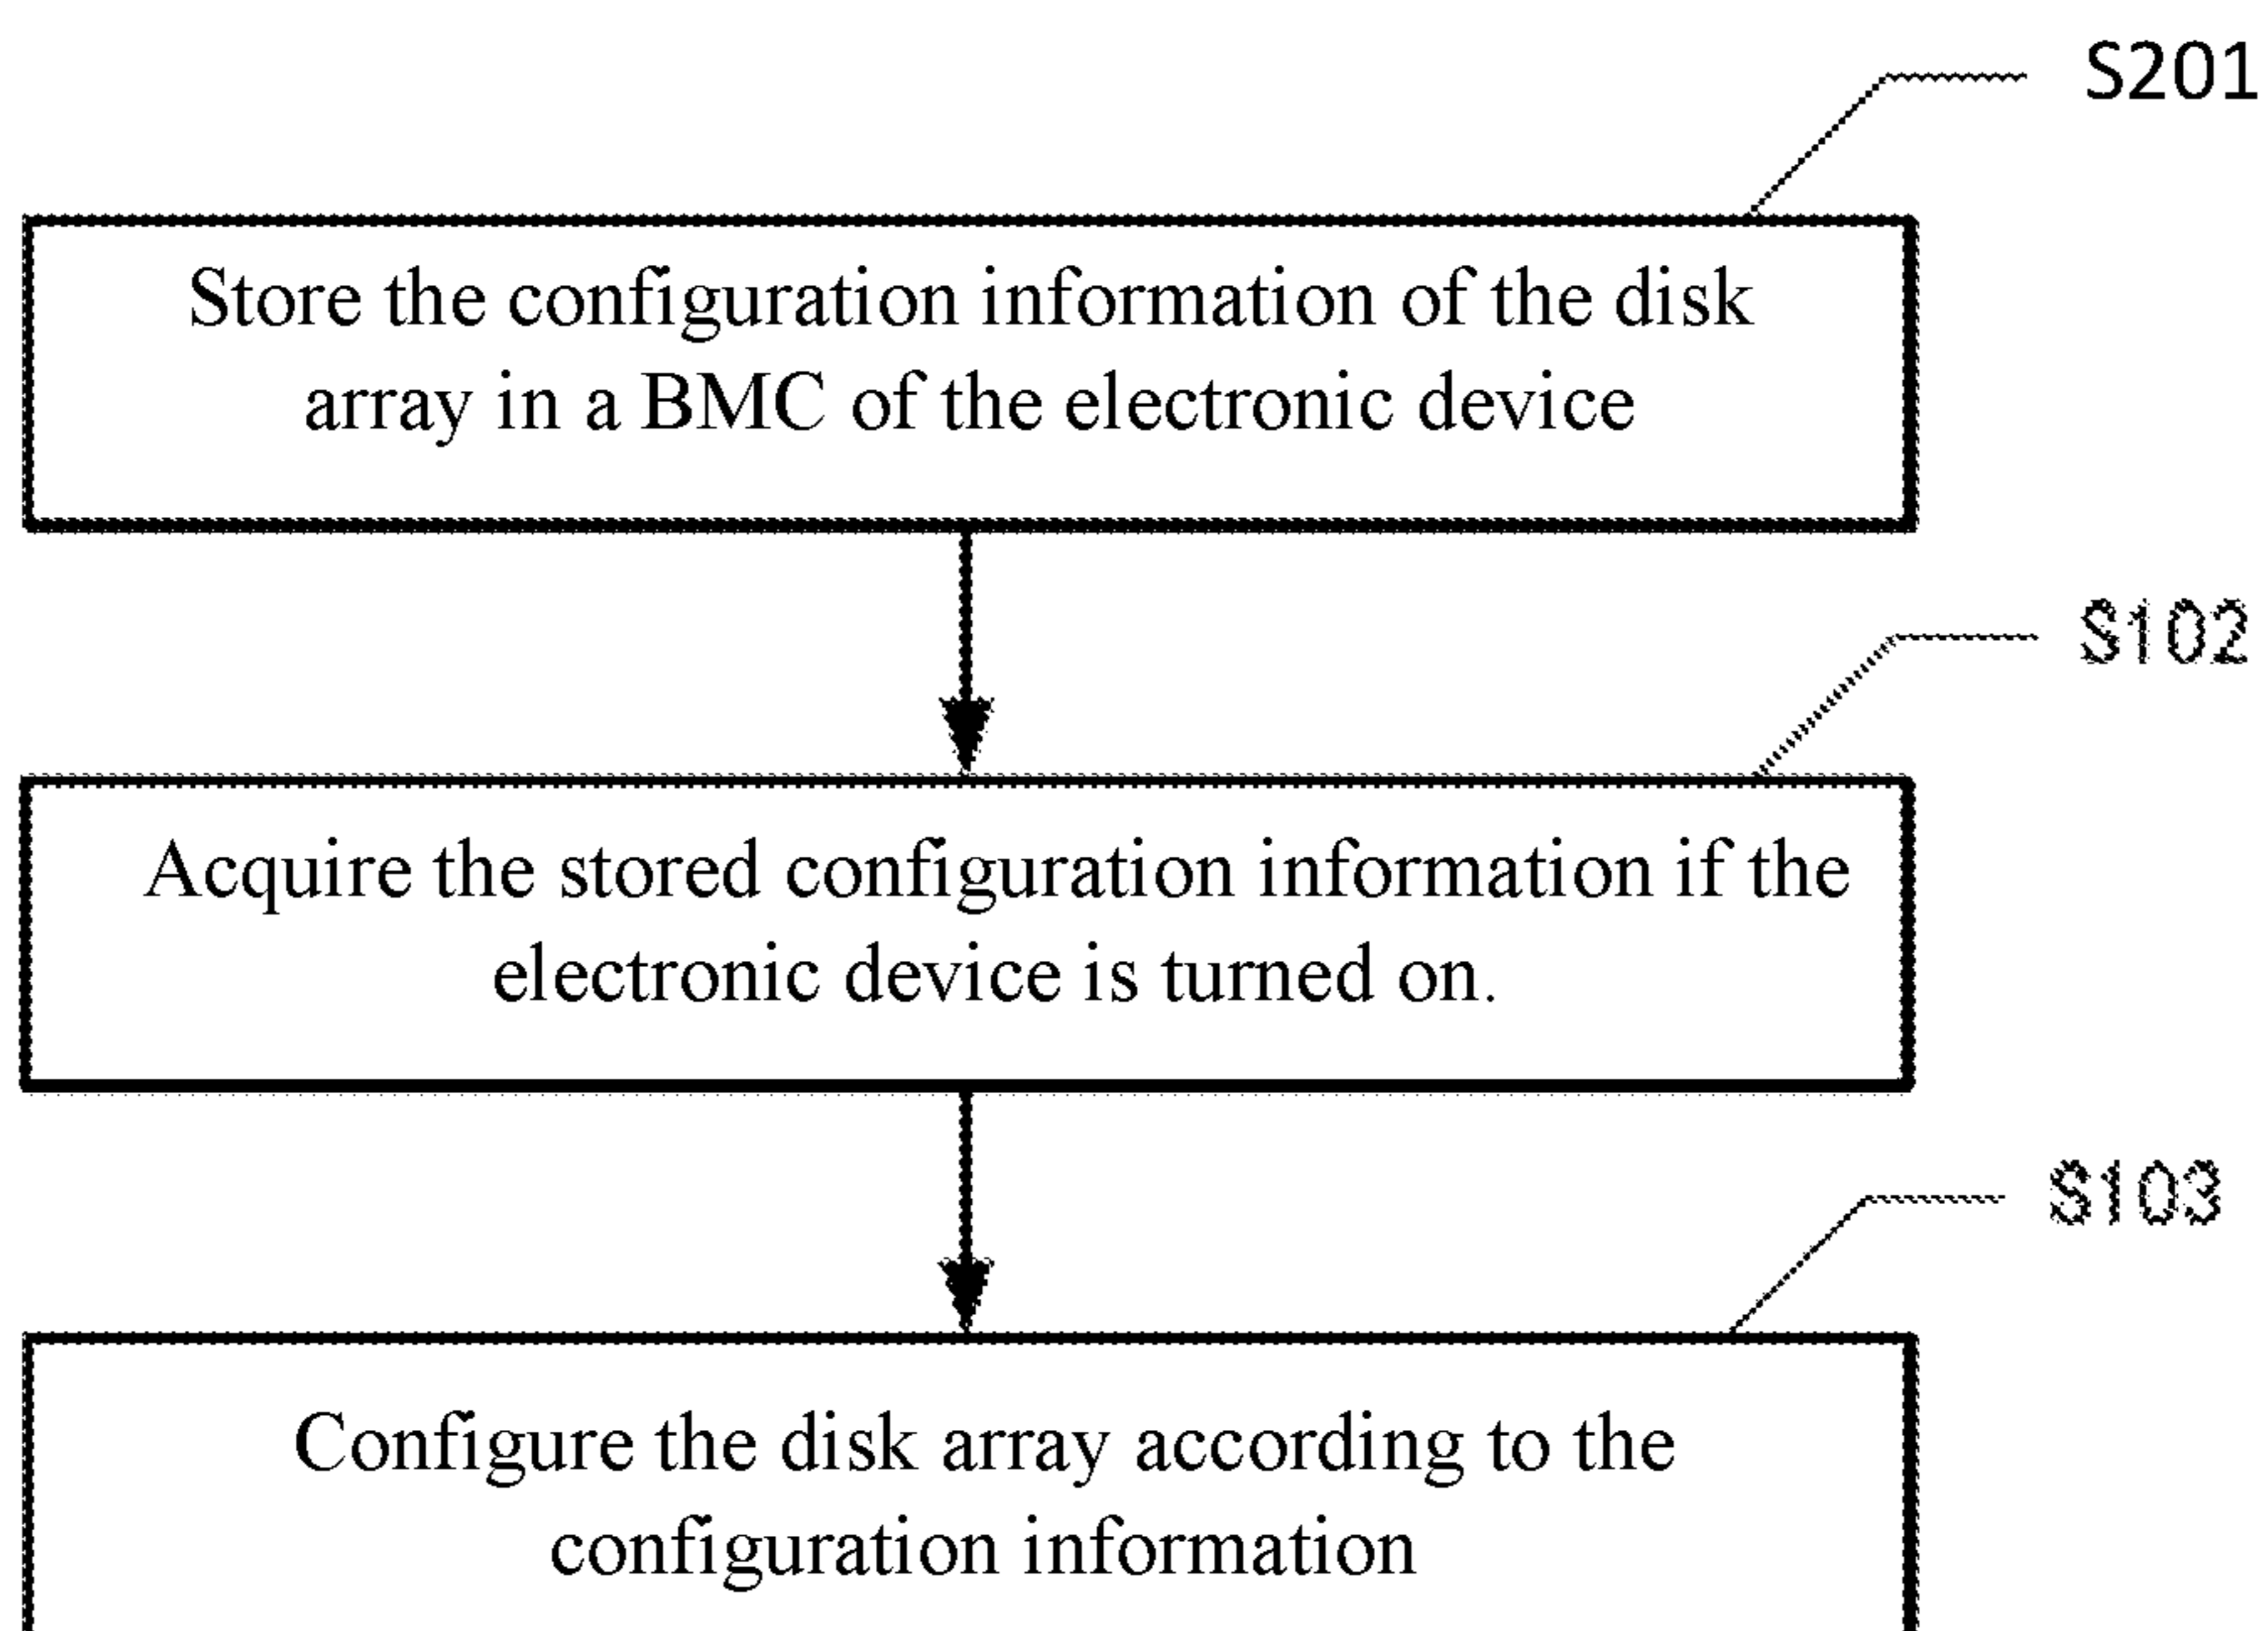 S201
Store the configuration information of the disk
array in a BMC of the electronic device
S102
Acquire the stored configuration information if the
electronic device is turned on.
S103
Configure the disk array according to the
configuration information